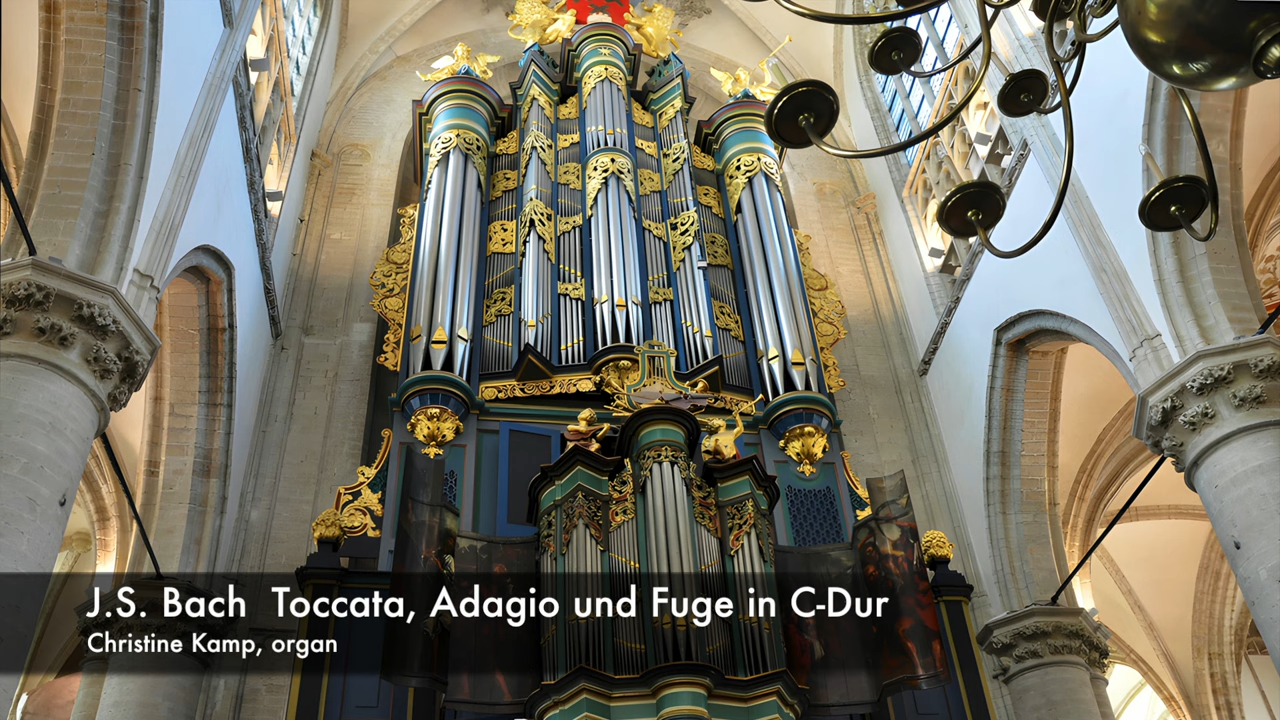 J.S. Bach  Toccata, Adagio und Fuge in C-Dur
Christine Kamp, organ